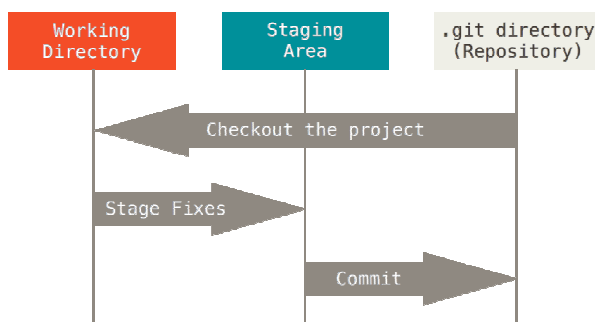 Working
Directory
Staging
Area
.git directory
(Repository)
Checkout the project
Stage Fixes
Commit